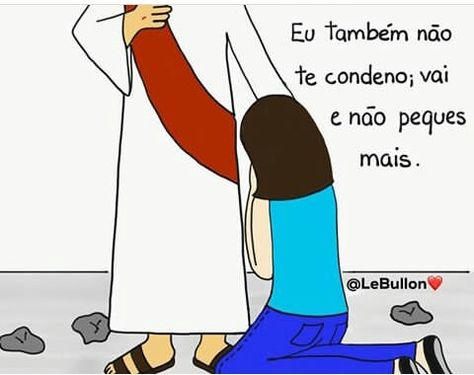 Eu também não
te condeno; vai
e não peques
mais.
@LeBullon❤️